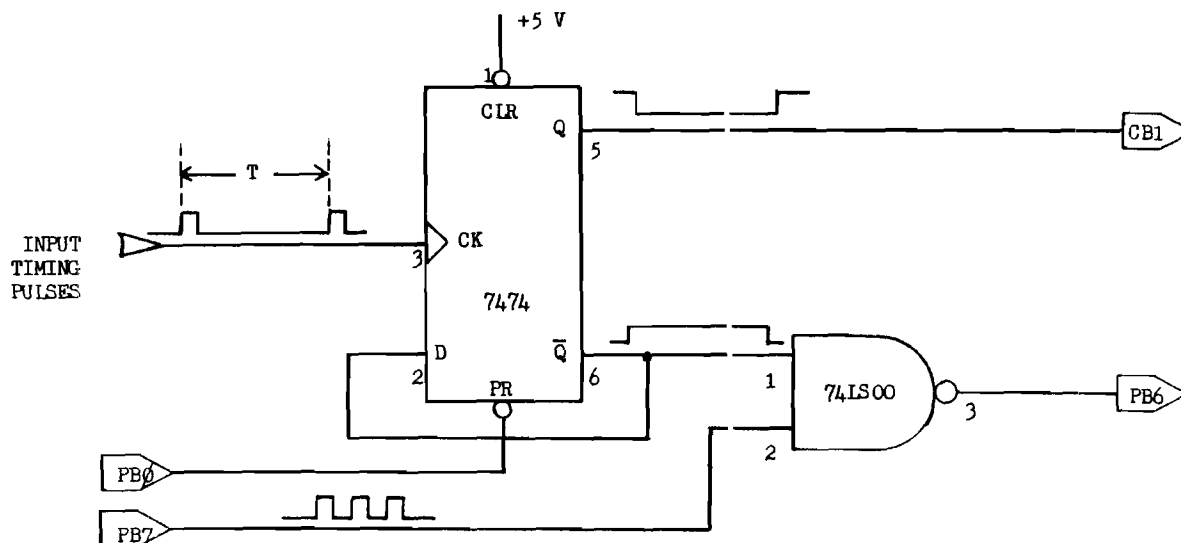 +5 V
1
CLR
Q
5
CB1
T
INPUT
TIMING
PULSES
CK
3
7474
D
2
Q̅
6
PR
1
74LS00
3
PB6
2
PBØ
PB7